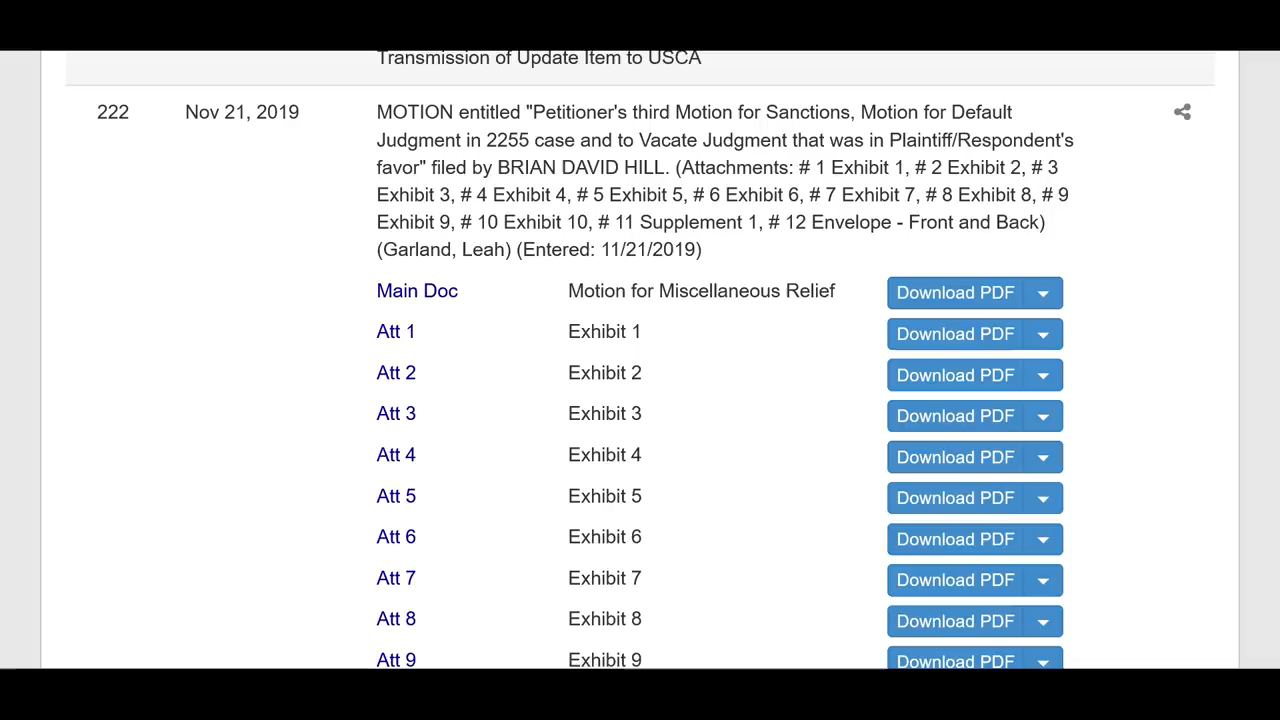 Transmission of Update Item to USCA
222 Nov 21, 2019 MOTION entitled "Petitioner's third Motion for Sanctions, Motion for Default
Judgment in 2255 case and to Vacate Judgment that was in Plaintiff/Respondent's
favor" filed by BRIAN DAVID HILL. (Attachments: # 1 Exhibit 1, # 2 Exhibit 2, # 3
Exhibit 3, # 4 Exhibit 4, # 5 Exhibit 5, # 6 Exhibit 6, # 7 Exhibit 7, # 8 Exhibit 8, # 9
Exhibit 9, # 10 Exhibit 10, # 11 Supplement 1, # 12 Envelope - Front and Back)
(Garland, Leah) (Entered: 11/21/2019)
Main Doc Motion for Miscellaneous Relief Download PDF
Att 1 Exhibit 1 Download PDF
Att 2 Exhibit 2 Download PDF
Att 3 Exhibit 3 Download PDF
Att 4 Exhibit 4 Download PDF
Att 5 Exhibit 5 Download PDF
Att 6 Exhibit 6 Download PDF
Att 7 Exhibit 7 Download PDF
Att 8 Exhibit 8 Download PDF
Att 9 Exhibit 9 Download PDF